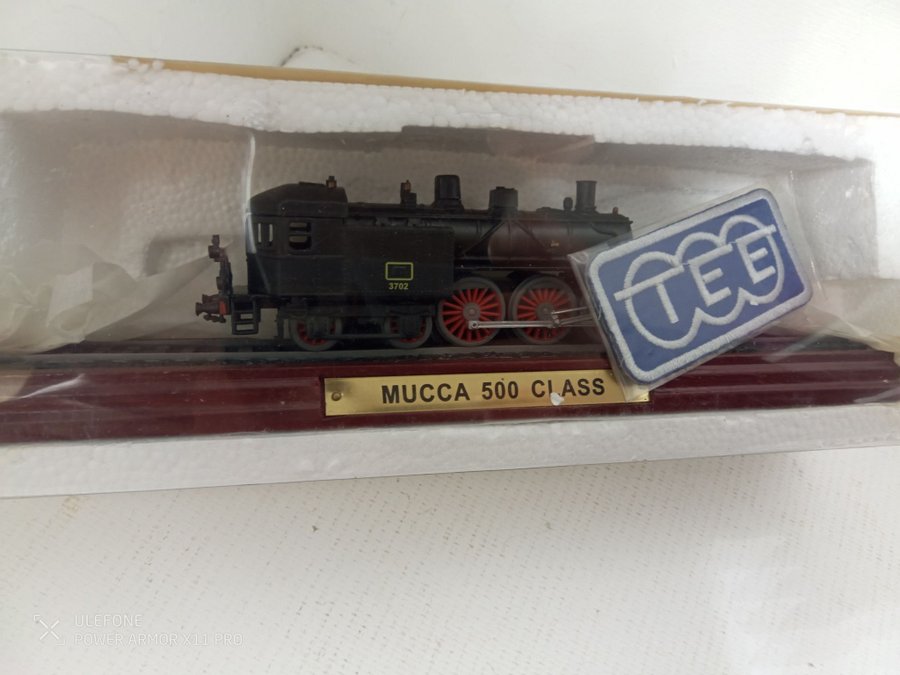 3702
TEE
MUCCA 500 CLASS
ULEFONE
POWER ARMOR X11 PRO